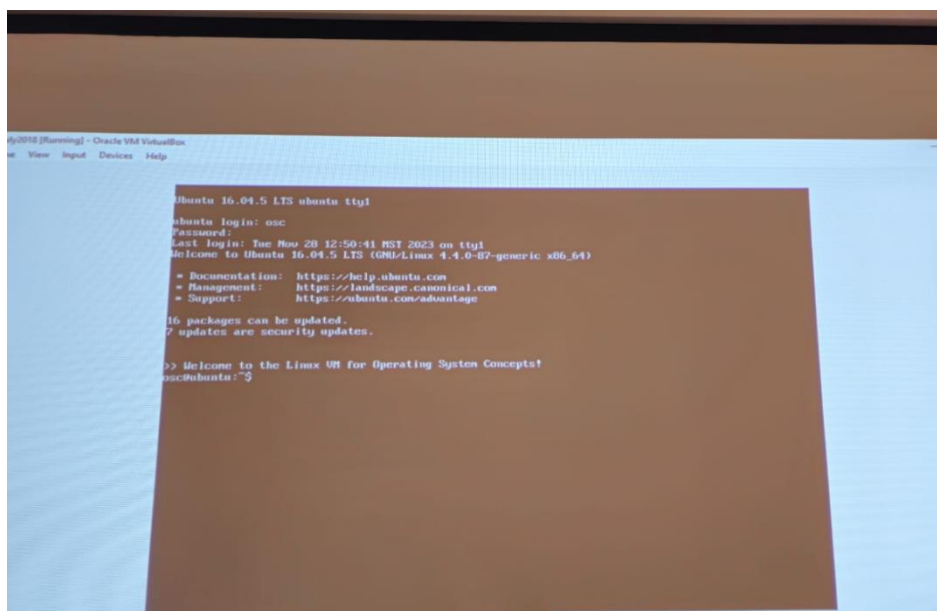 2018 [Running] - Oracle VM VirtualBox
View Input Devices Help
Ubuntu 16.04.5 LTS ubuntu tty1
ubuntu login: osc
Password:
Last login: Tue Nov 28 12:50:41 MST 2023 on tty1
Welcome to Ubuntu 16.04.5 LTS (GNU/Linux 4.4.0-87-generic x86_64)
* Documentation: https://help.ubuntu.com
* Management: https://landscape.canonical.com
* Support: https://ubuntu.com/advantage
16 packages can be updated.
7 updates are security updates.
>> Welcome to the Linux VM for Operating System Concepts!
osc@ubuntu:~$